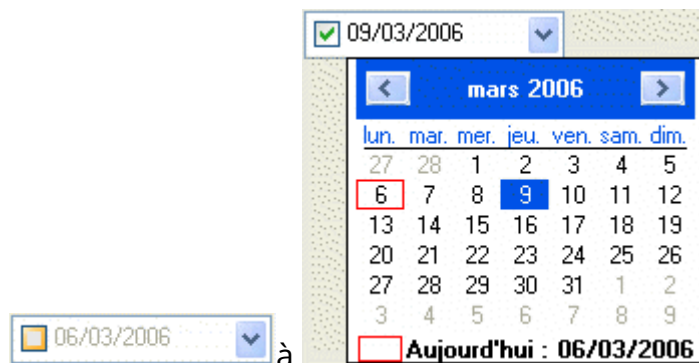 09/03/2006
mars 2006
lun. mar. mer. jeu. ven. sam. dim.
27 28 1 2 3 4 5
6 7 8 9 10 11 12
13 14 15 16 17 18 19
20 21 22 23 24 25 26
27 28 29 30 31 1 2
3 4 5 6 7 8 9
06/03/2006 à
Aujourd'hui : 06/03/2006